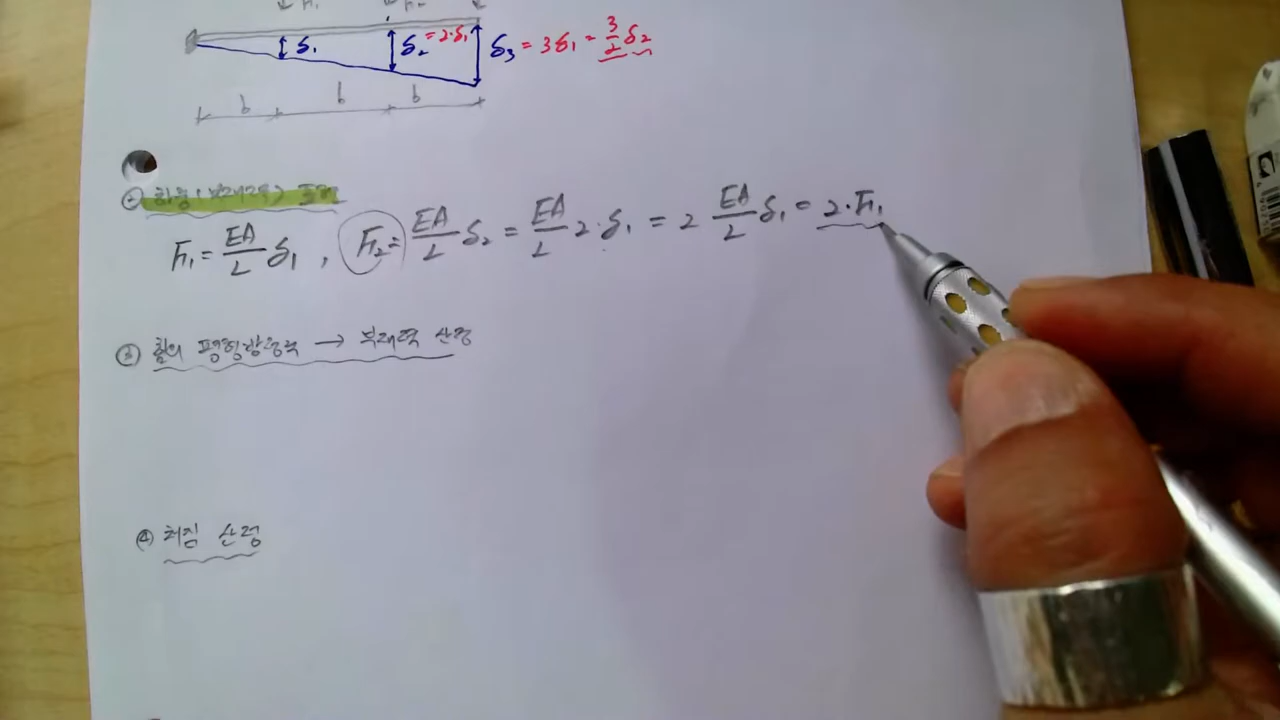 δ₁ δ₂ = 2·δ₁ δ₃ = 3δ₁ = 3/2 δ₂
b b b
F₁ = EA/L δ₁ , F₂ = EA/L δ₂ = EA/L 2·δ₁ = 2 EA/L δ₁ = 2·F₁
③ 힘의 평형방정식 → 부재력 산정
④ 처짐 산정